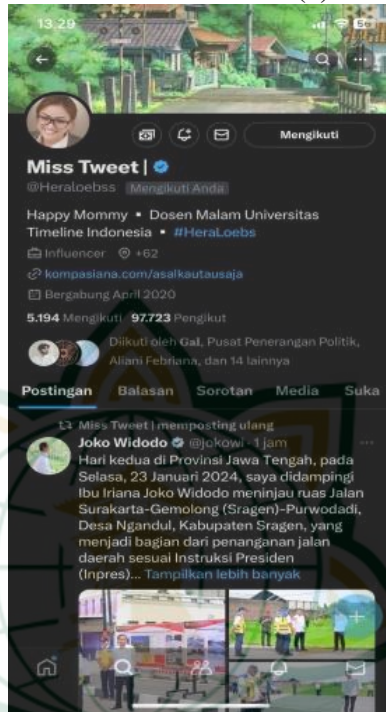 13.29
56
Mengikuti
Miss Tweet |
@Heraloebss Mengikuti Anda
Happy Mommy • Dosen Malam Universitas
Timeline Indonesia • #HeraLoebs
Influencer +62
kompasiana.com/asalkautausaja
Bergabung April 2020
5.194 Mengikuti 97.723 Pengikut
Diikuti oleh Gal, Pusat Penerangan Politik,
Aliani Febriana, dan 14 lainnya
Postingan Balasan Sorotan Media Suka
Miss Tweet | memposting ulang
Joko Widodo @jokowi · 1 jam
Hari kedua di Provinsi Jawa Tengah, pada
Selasa, 23 Januari 2024, saya didampingi
Ibu Iriana Joko Widodo meninjau ruas Jalan
Surakarta-Gemolong (Sragen)-Purwodadi,
Desa Ngandul, Kabupaten Sragen, yang
menjadi bagian dari penanganan jalan
daerah sesuai Instruksi Presiden
(Inpres)... Tampilkan lebih banyak